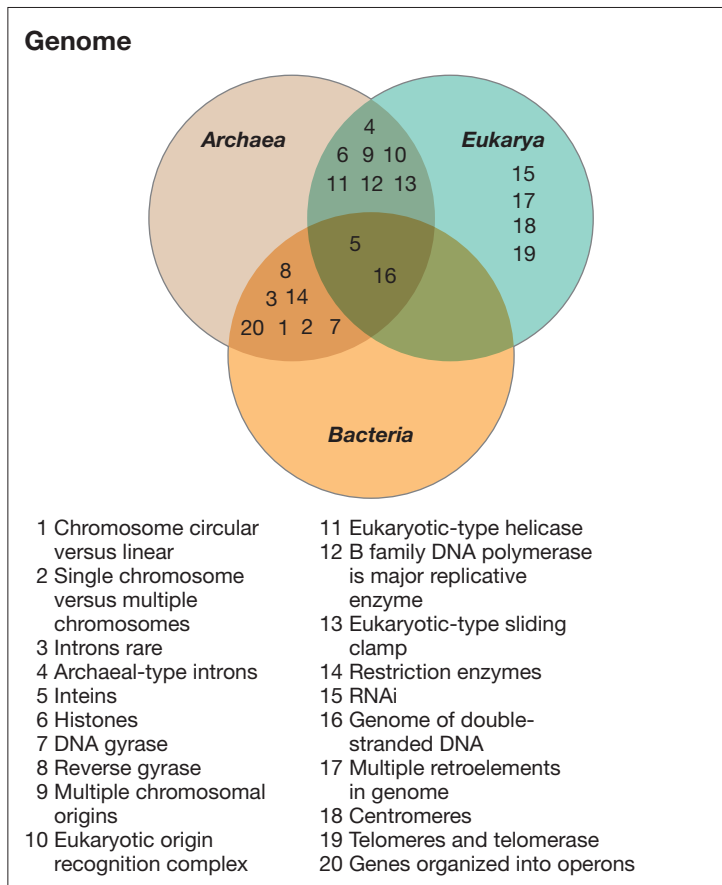 Genome
Archaea
Eukarya
4
6 9 10
11 12 13
15
17
18
19
5
16
8
3 14
20 1 2 7
Bacteria
1 Chromosome circular
versus linear
2 Single chromosome
versus multiple
chromosomes
3 Introns rare
4 Archaeal-type introns
5 Inteins
6 Histones
7 DNA gyrase
8 Reverse gyrase
9 Multiple chromosomal
origins
10 Eukaryotic origin
recognition complex
11 Eukaryotic-type helicase
12 B family DNA polymerase
is major replicative
enzyme
13 Eukaryotic-type sliding
clamp
14 Restriction enzymes
15 RNAi
16 Genome of double-
stranded DNA
17 Multiple retroelements
in genome
18 Centromeres
19 Telomeres and telomerase
20 Genes organized into operons